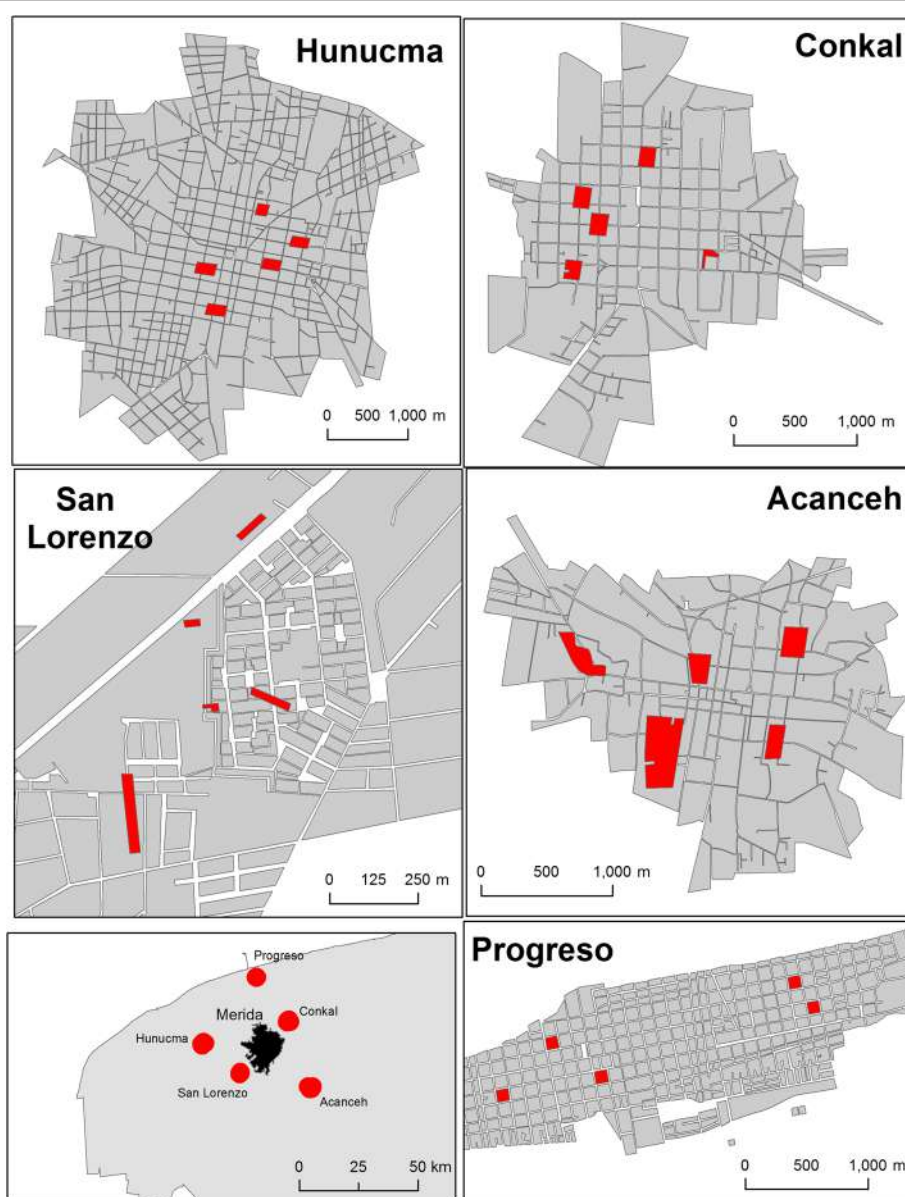 Hunucma
0 500 1,000 m
Conkal
0 500 1,000 m
San
Lorenzo
0 125 250 m
Acanceh
0 500 1,000 m
Progreso
Merida
Conkal
Hunucma
San Lorenzo
Acanceh
0 25 50 km
Progreso
0 500 1,000 m